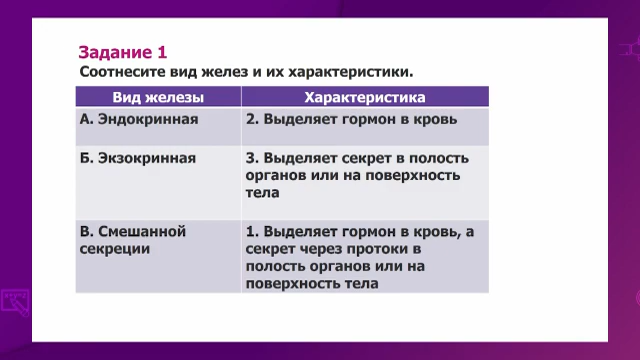 Задание 1
Соотнесите вид желез и их характеристики.
Вид железы Характеристика
А. Эндокринная 2. Выделяет гормон в кровь
Б. Экзокринная 3. Выделяет секрет в полость
органов или на поверхность
тела
В. Смешанной 1. Выделяет гормон в кровь, а
секреции секрет через протоки в
полость органов или на
поверхность тела